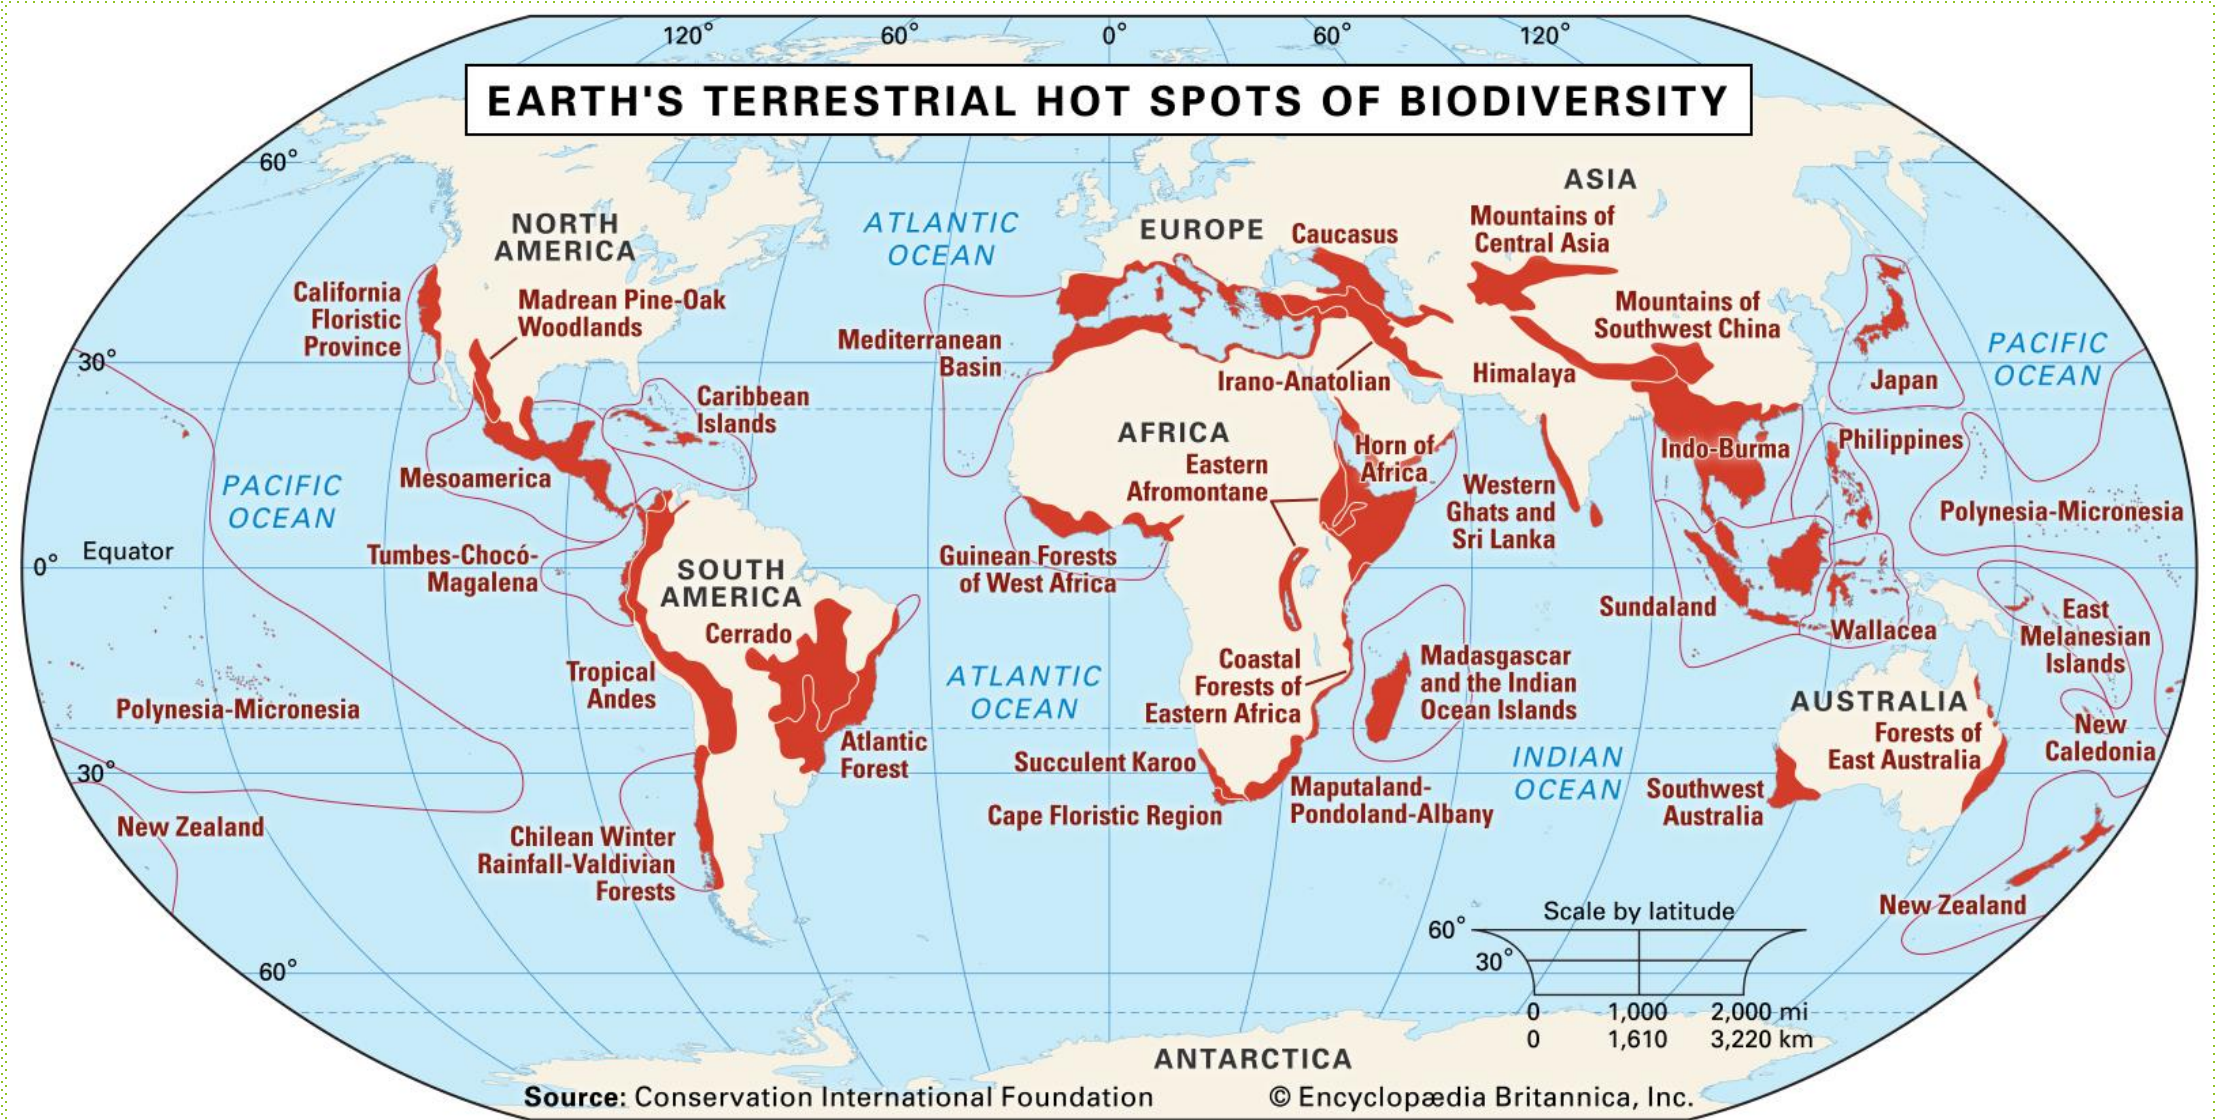 120°
60°
0°
60°
120°
EARTH'S TERRESTRIAL HOT SPOTS OF BIODIVERSITY
60°
ASIA
NORTH
AMERICA
ATLANTIC
OCEAN
EUROPE
Caucasus
Mountains of
Central Asia
California
Floristic
Province
Madrean Pine-Oak
Woodlands
Mountains of
Southwest China
Mediterranean
Basin
PACIFIC
OCEAN
30°
Irano-Anatolian
Himalaya
Japan
Caribbean
Islands
AFRICA
Horn of
Africa
Indo-Burma
Philippines
Mesoamerica
Eastern
Afromontane
PACIFIC
OCEAN
Western
Ghats and
Sri Lanka
Polynesia-Micronesia
0°
Equator
Tumbes-Chocó-
Magalena
SOUTH
AMERICA
Guinean Forests
of West Africa
Sundaland
Wallacea
East
Melanesian
Islands
Cerrado
Tropical
Andes
ATLANTIC
OCEAN
Coastal
Forests of
Eastern Africa
Madasgascar
and the Indian
Ocean Islands
Polynesia-Micronesia
AUSTRALIA
Forests of
East Australia
New
Caledonia
Atlantic
Forest
Succulent Karoo
INDIAN
OCEAN
30°
Cape Floristic Region
Maputaland-
Pondoland-Albany
Southwest
Australia
New Zealand
Chilean Winter
Rainfall-Valdivian
Forests
New Zealand
Scale by latitude
60°
30°
60°
0
1,000
2,000 mi
0
1,610
3,220 km
ANTARCTICA
Source: Conservation International Foundation
© Encyclopædia Britannica, Inc.